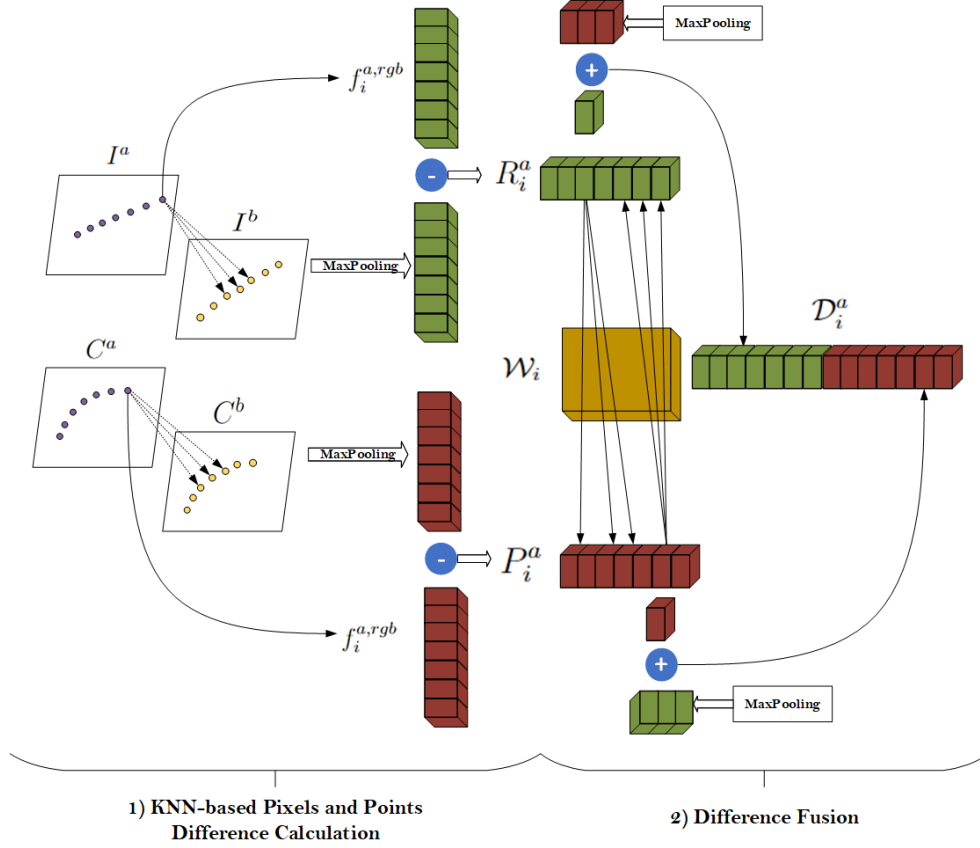 MaxPooling
+
f_i^{a,rgb}
I^a
-
R_i^a
I^b
MaxPooling
D_i^a
C^a
W_i
C^b
MaxPooling
-
P_i^a
f_i^{a,rgb}
+
MaxPooling
1) KNN-based Pixels and Points
Difference Calculation
2) Difference Fusion